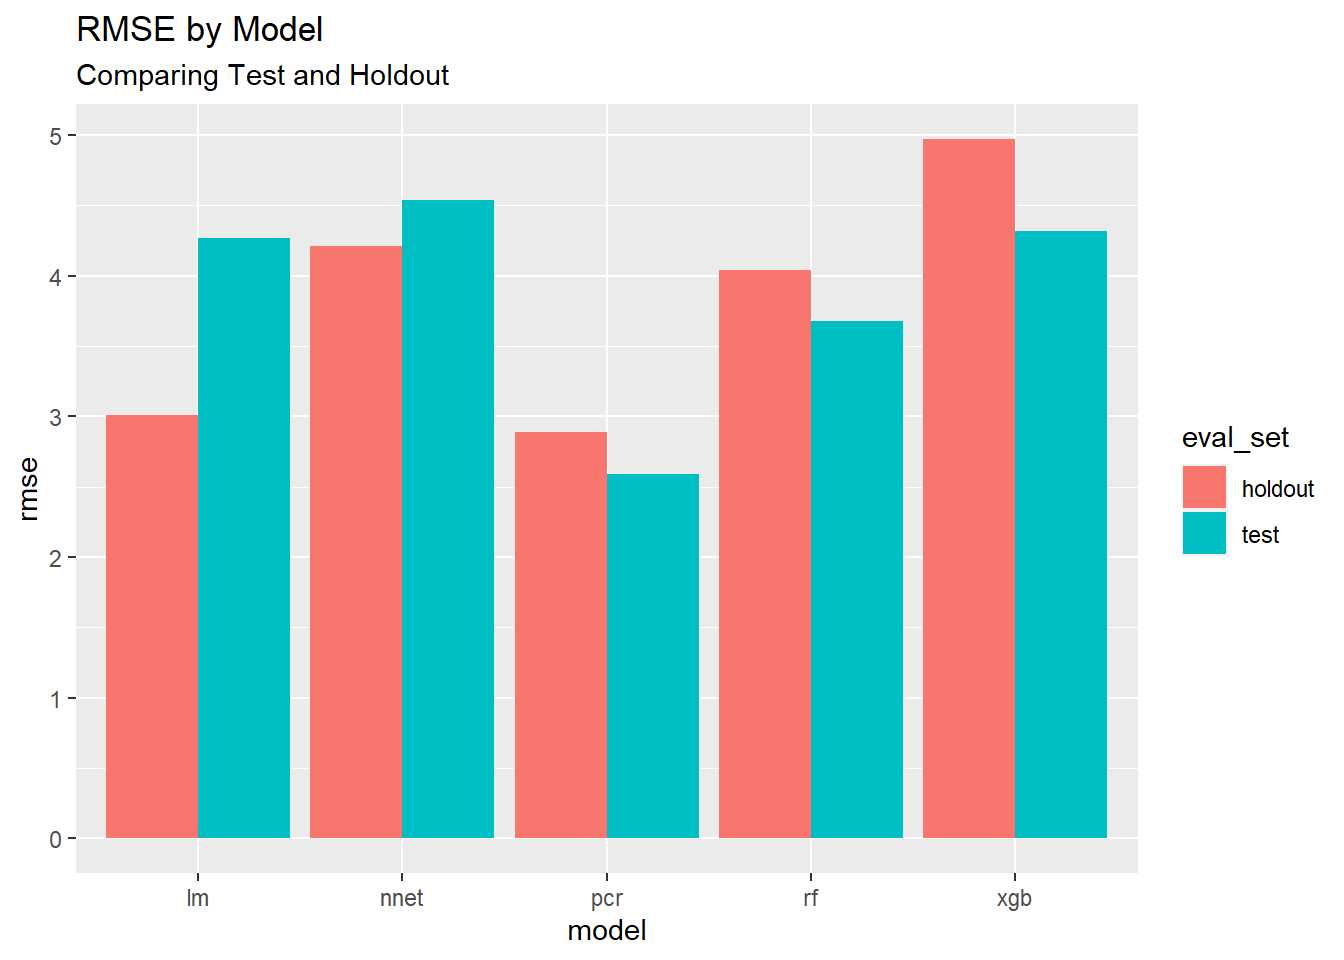 RMSE by Model
Comparing Test and Holdout
5
4
3
2
1
0
rmse
lm nnet pcr rf xgb
model
eval_set
holdout
test